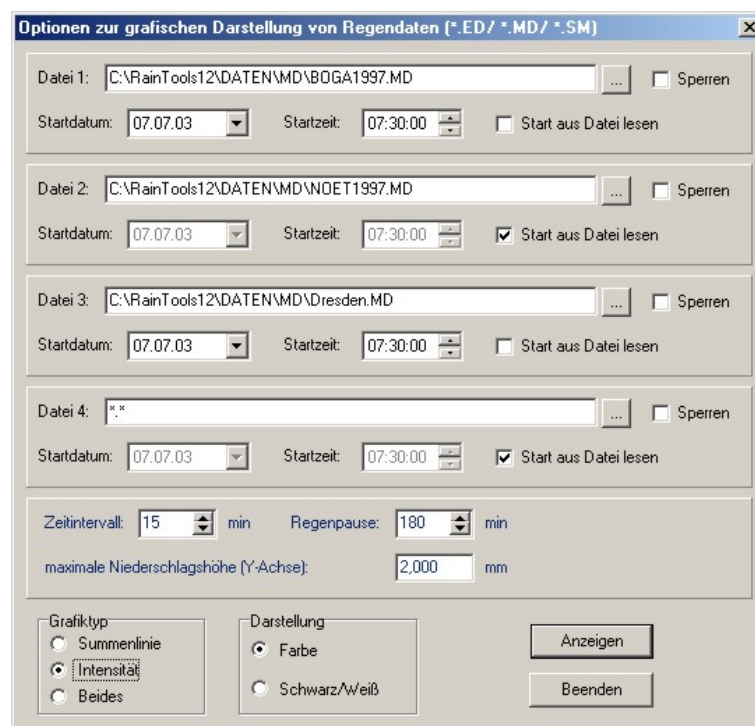 Optionen zur grafischen Darstellung von Regendaten (*.ED/ *.MD/ *.SM)
Datei 1: C:\RainTools12\DATEN\MD\BOGA1997.MD ... Sperren
Startdatum: 07.07.03 Startzeit: 07:30:00 Start aus Datei lesen
Datei 2: C:\RainTools12\DATEN\MD\NOET1997.MD ... Sperren
Startdatum: 07.07.03 Startzeit: 07:30:00 Start aus Datei lesen
Datei 3: C:\RainTools12\DATEN\MD\Dresden.MD ... Sperren
Startdatum: 07.07.03 Startzeit: 07:30:00 Start aus Datei lesen
Datei 4: *.* ... Sperren
Startdatum: 07.07.03 Startzeit: 07:30:00 Start aus Datei lesen
Zeitintervall: 15 min Regenpause: 180 min
maximale Niederschlagshöhe (Y-Achse): 2,000 mm
Grafiktyp
Summenlinie
Intensität
Beides
Darstellung
Farbe
Schwarz/Weiß
Anzeigen
Beenden